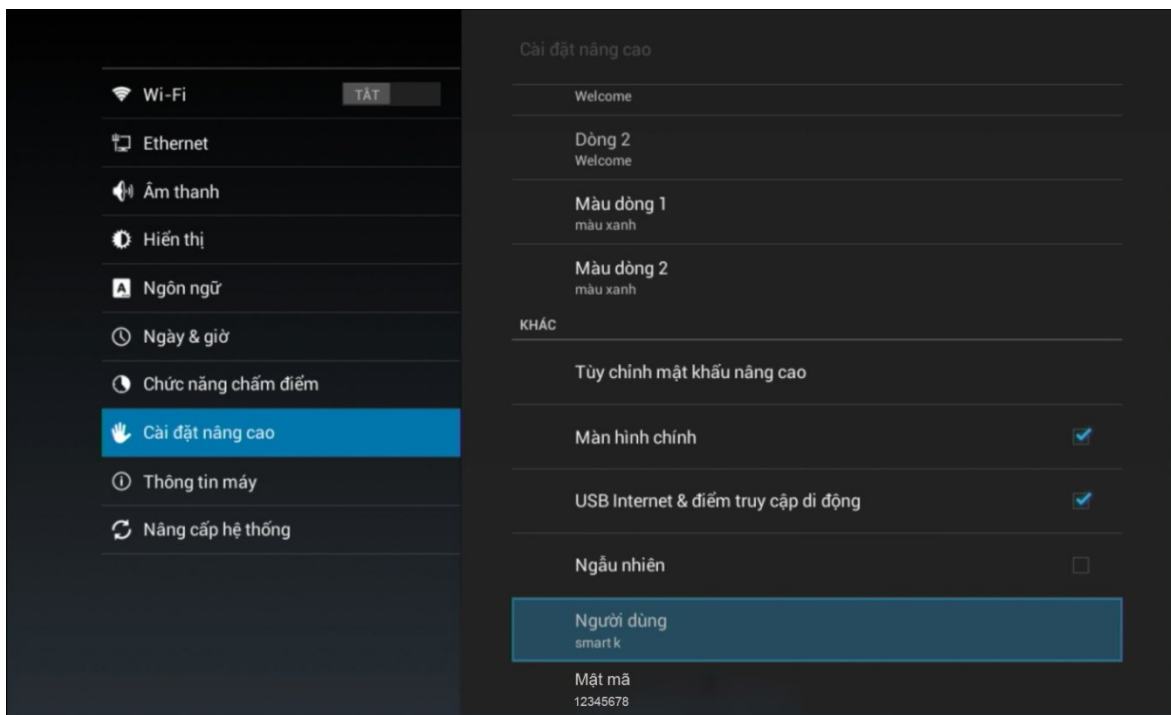 Wi-Fi
TẮT
Ethernet
Âm thanh
Hiển thị
Ngôn ngữ
Ngày & giờ
Chức năng chấm điểm
Cài đặt nâng cao
Thông tin máy
Nâng cấp hệ thống
Cài đặt nâng cao
Welcome
Dòng 2
Welcome
Màu dòng 1
màu xanh
Màu dòng 2
màu xanh
KHÁC
Tùy chỉnh mật khẩu nâng cao
Màn hình chính
USB Internet & điểm truy cập di động
Ngẫu nhiên
Người dùng
smart k
Mật mã
12345678